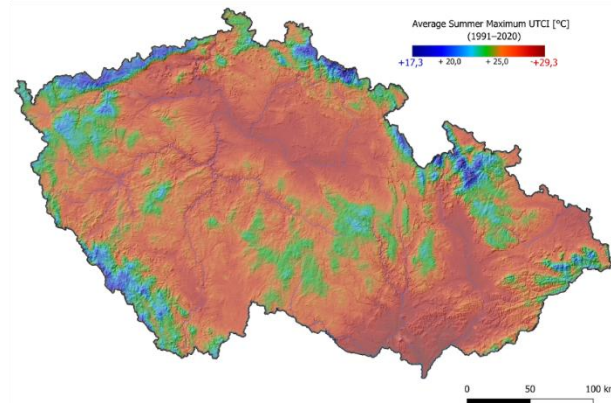 Average Summer Maximum UTCI [°C]
(1991–2020)
+17,3 + 20,0 + 25,0 +29,3
0 50 100 km